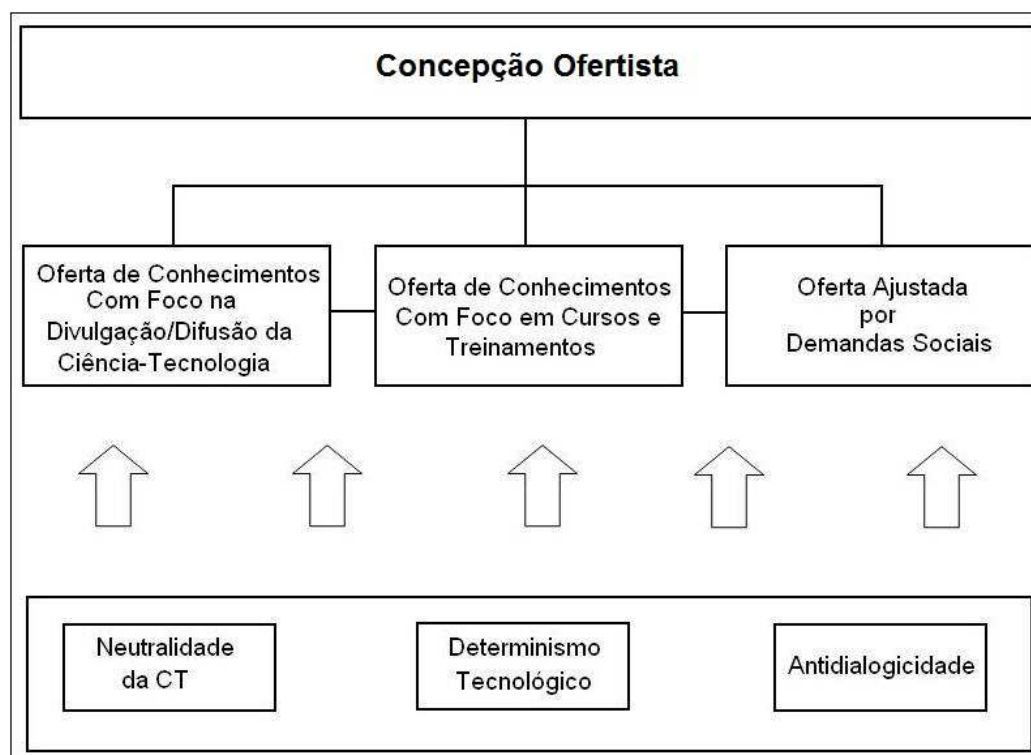 Concepção Ofertista
Oferta de Conhecimentos
Com Foco na
Divulgação/Difusão da
Ciência-Tecnologia
Oferta de Conhecimentos
Com Foco em Cursos e
Treinamentos
Oferta Ajustada
por
Demandas Sociais
Neutralidade
da CT
Determinismo
Tecnológico
Antidialogicidade